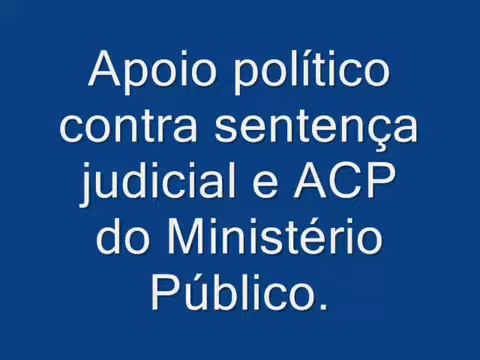 Apoio político
contra sentença
judicial e ACP
do Ministério
Público.